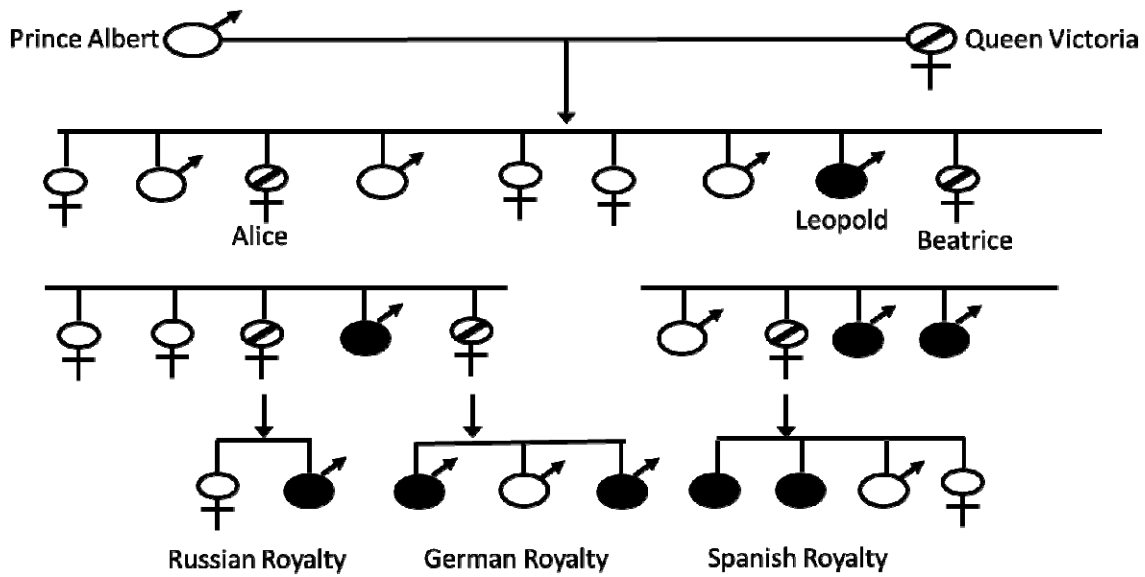 Prince Albert
Queen Victoria
Alice
Leopold
Beatrice
Russian Royalty
German Royalty
Spanish Royalty